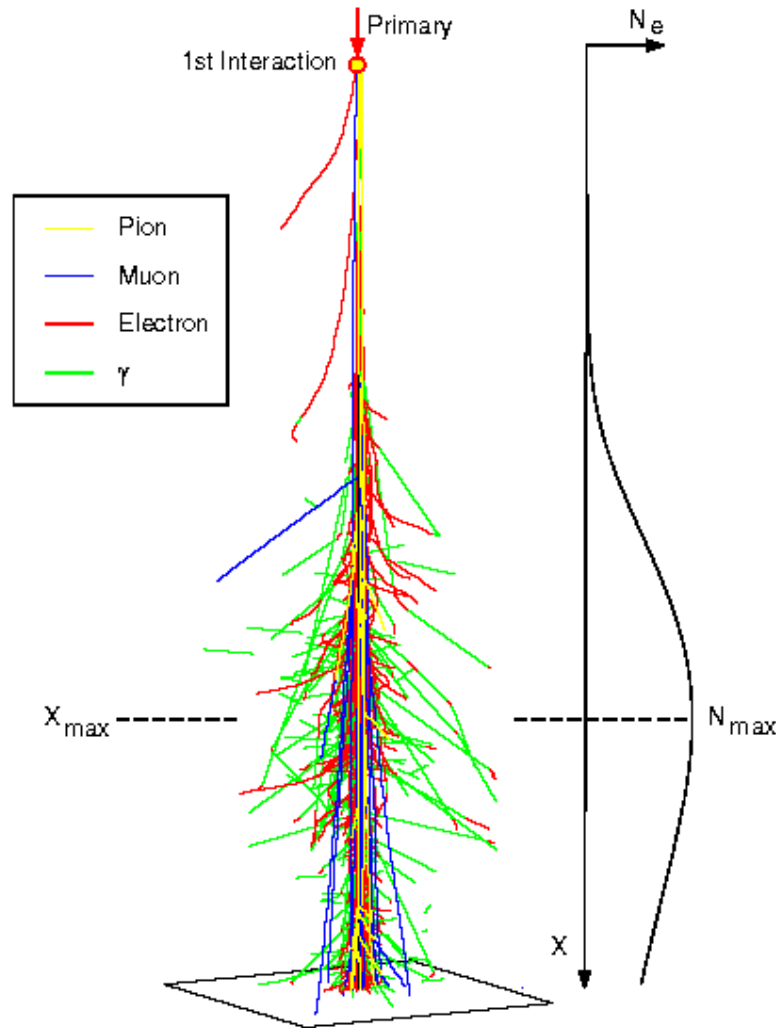 Primary
1st Interaction
N e
Pion
Muon
Electron
γ
X max
N max
X